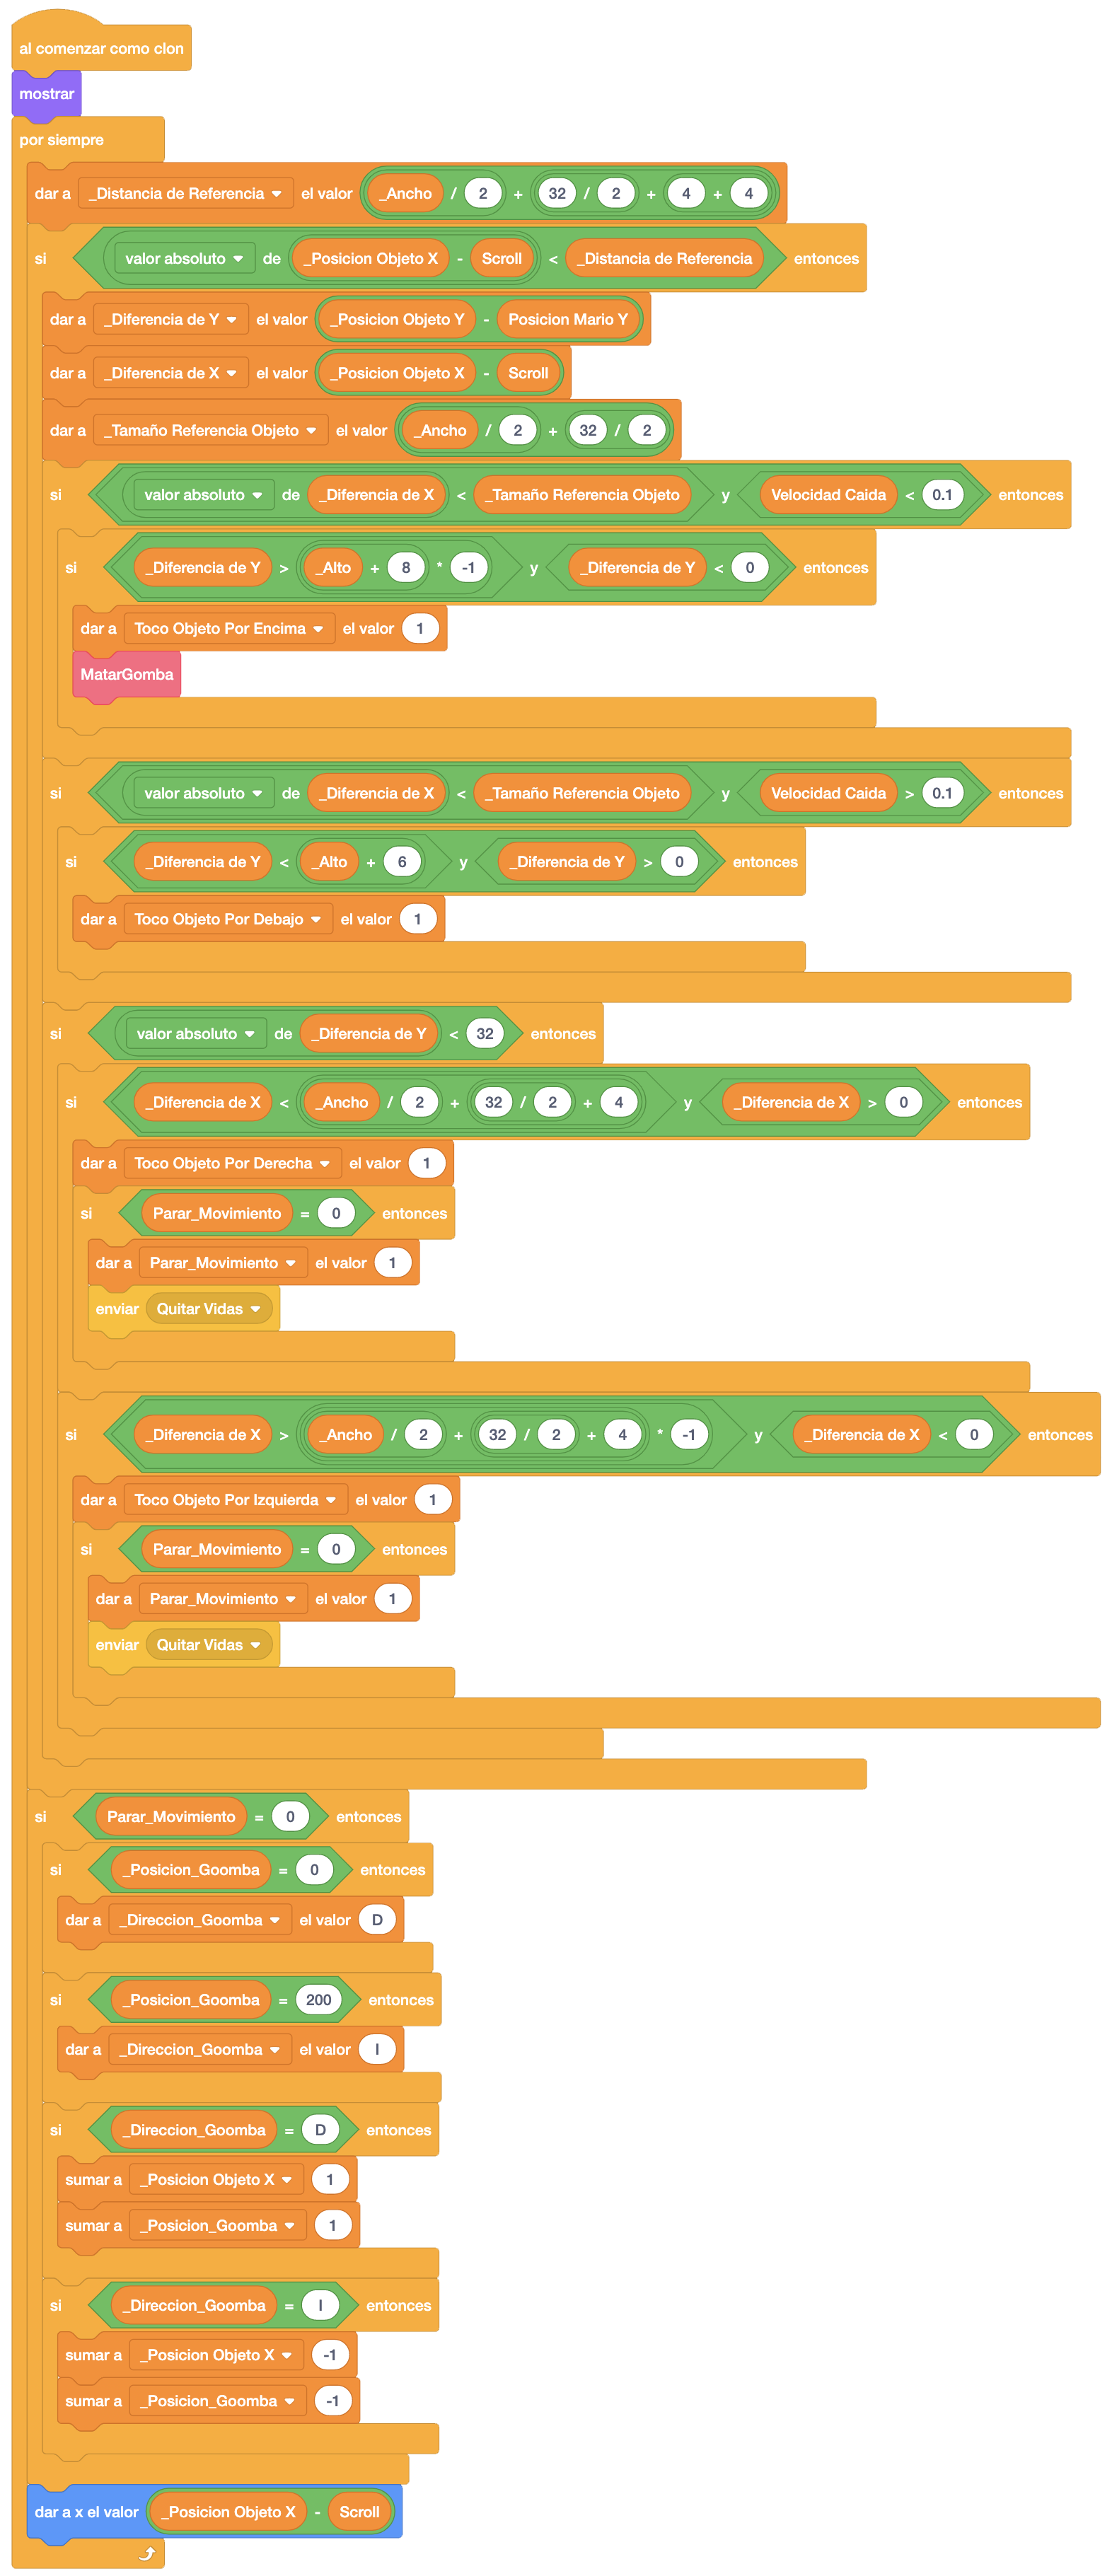 al comenzar como clon
mostrar
por siempre
dar a _Distancia de Referencia el valor _Ancho / 2 + 32 / 2 + 4 + 4
si valor absoluto de _Posicion Objeto X - Scroll < _Distancia de Referencia entonces
dar a _Diferencia de Y el valor _Posicion Objeto Y - Posicion Mario Y
dar a _Diferencia de X el valor _Posicion Objeto X - Scroll
dar a _Tamaño Referencia Objeto el valor _Ancho / 2 + 32 / 2
si valor absoluto de _Diferencia de X < _Tamaño Referencia Objeto y Velocidad Caida < 0.1 entonces
si _Diferencia de Y > _Alto + 8 * -1 y _Diferencia de Y < 0 entonces
dar a Toco Objeto Por Encima el valor 1
MatarGomba
si valor absoluto de _Diferencia de X < _Tamaño Referencia Objeto y Velocidad Caida > 0.1 entonces
si _Diferencia de Y < _Alto + 6 y _Diferencia de Y > 0 entonces
dar a Toco Objeto Por Debajo el valor 1
si valor absoluto de _Diferencia de Y < 32 entonces
si _Diferencia de X < _Ancho / 2 + 32 / 2 + 4 y _Diferencia de X > 0 entonces
dar a Toco Objeto Por Derecha el valor 1
si Parar_Movimiento = 0 entonces
dar a Parar_Movimiento el valor 1
enviar Quitar Vidas
si _Diferencia de X > _Ancho / 2 + 32 / 2 + 4 * -1 y _Diferencia de X < 0 entonces
dar a Toco Objeto Por Izquierda el valor 1
si Parar_Movimiento = 0 entonces
dar a Parar_Movimiento el valor 1
enviar Quitar Vidas
si Parar_Movimiento = 0 entonces
si _Posicion_Goomba = 0 entonces
dar a _Direccion_Goomba el valor D
si _Posicion_Goomba = 200 entonces
dar a _Direccion_Goomba el valor I
si _Direccion_Goomba = D entonces
sumar a _Posicion Objeto X 1
sumar a _Posicion_Goomba 1
si _Direccion_Goomba = I entonces
sumar a _Posicion Objeto X -1
sumar a _Posicion_Goomba -1
dar a x el valor _Posicion Objeto X - Scroll